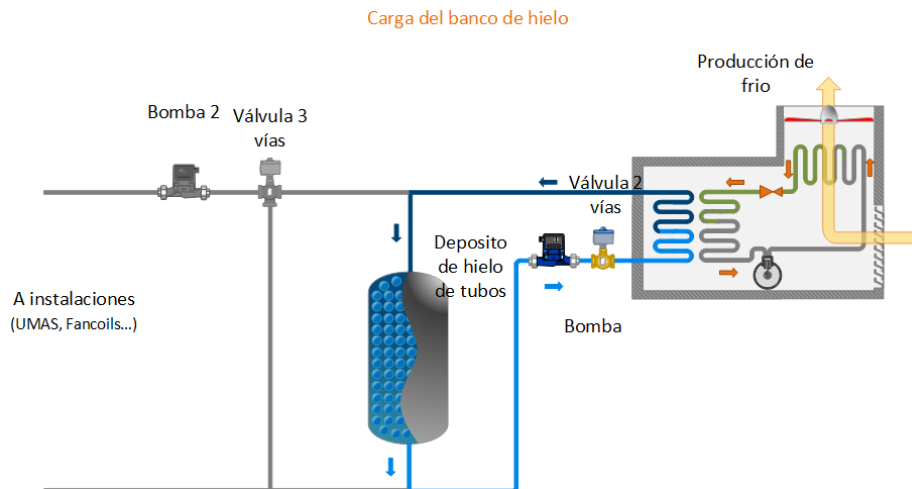 Carga del banco de hielo
Producción de
frio
Bomba 2
Válvula 3
vías
Válvula 2
vías
Deposito
de hielo
de tubos
Bomba
A instalaciones
(UMAS, Fancoils...)